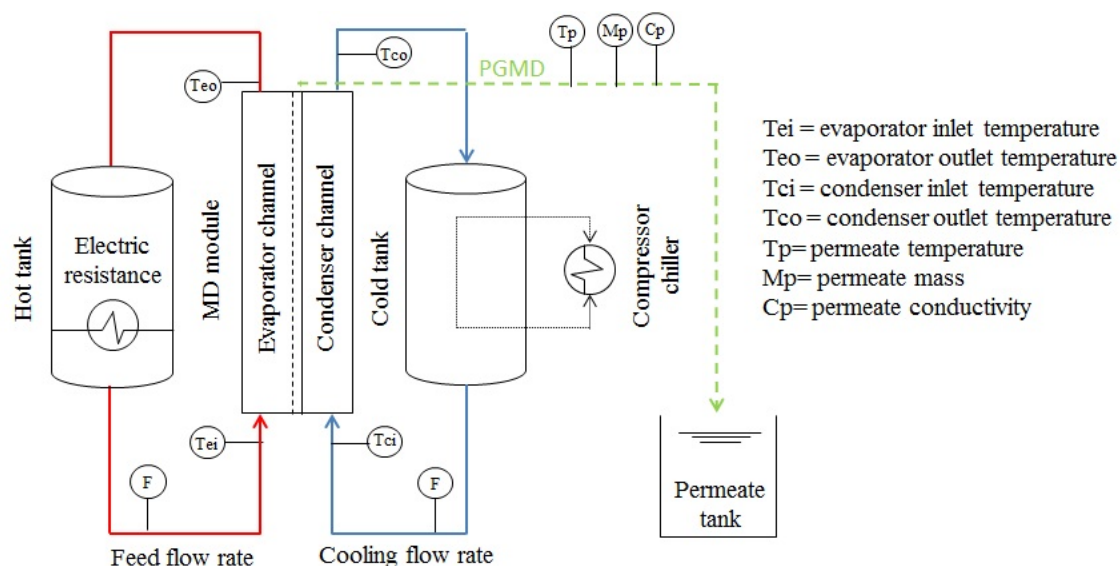 Tp
Mp
Cp
Tco
PGMD
Teo
Hot tank
Electric
resistance
MD module
Evaporator channel
Condenser channel
Cold tank
Compressor
chiller
Tei = evaporator inlet temperature
Teo = evaporator outlet temperature
Tci = condenser inlet temperature
Tco = condenser outlet temperature
Tp= permeate temperature
Mp= permeate mass
Cp= permeate conductivity
Tei
Tci
F
F
Permeate
tank
Feed flow rate
Cooling flow rate